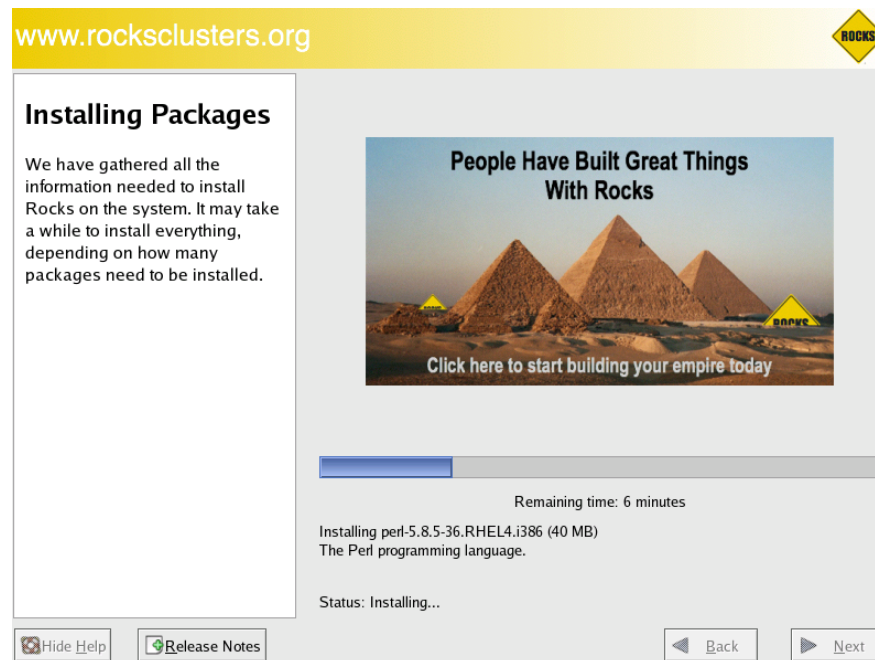 www.rocksclusters.org
ROCKS
Installing Packages
We have gathered all the
information needed to install
Rocks on the system. It may take
a while to install everything,
depending on how many
packages need to be installed.
People Have Built Great Things
With Rocks
ROCKS
Click here to start building your empire today
Remaining time: 6 minutes
Installing perl-5.8.5-36.RHEL4.i386 (40 MB)
The Perl programming language.
Status: Installing...
Hide Help
Release Notes
Back
Next